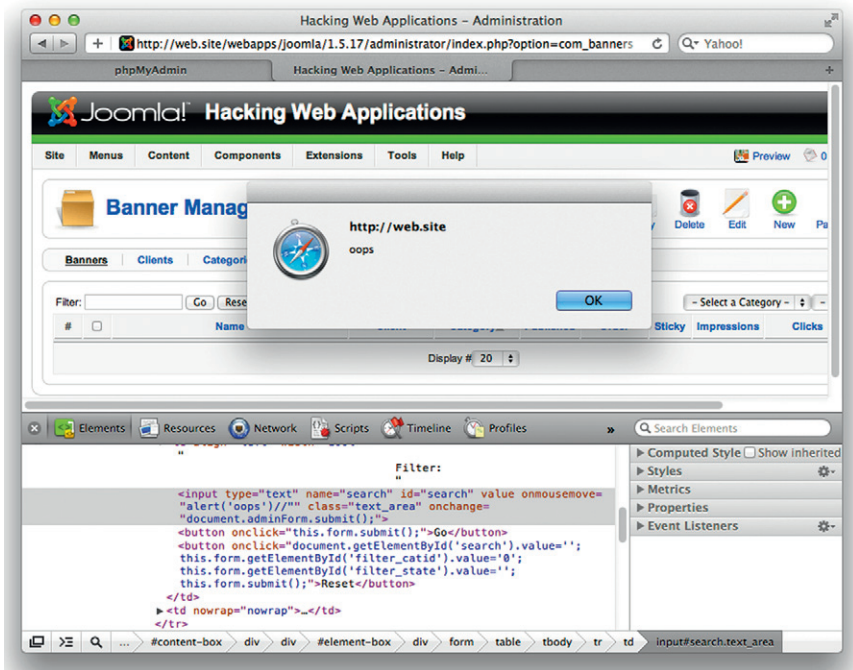 Hacking Web Applications – Administration
http://web.site/webapps/joomla/1.5.17/administrator/index.php?option=com_banners
Yahoo!
phpMyAdmin
Hacking Web Applications – Admi...
Joomla! Hacking Web Applications
Site Menus Content Components Extensions Tools Help Preview 0
Banner Manag
Delete Edit New
http://web.site
oops
OK
Banners Clients
Filter: Go
– Select a Category –
# Name
Sticky Impressions Clicks
Display # 20
Elements Resources Network Scripts Timeline Profiles » Search Elements
"
Filter:
"
<input type="text" name="search" id="search" value onmousemove=
"alert('oops')//"" class="text_area" onchange=
"document.adminForm.submit();">
<button onclick="this.form.submit();">Go</button>
<button onclick="document.getElementById('search').value='';
this.form.getElementById('filter_catid').value='0';
this.form.getElementById('filter_state').value='';
this.form.submit();">Reset</button>
</td>
<td nowrap="nowrap">…</td>
</tr>
Computed Style Show inherited
Styles
Metrics
Properties
Event Listeners
... #content-box div div #element-box div form table tbody tr td input#search.text_area